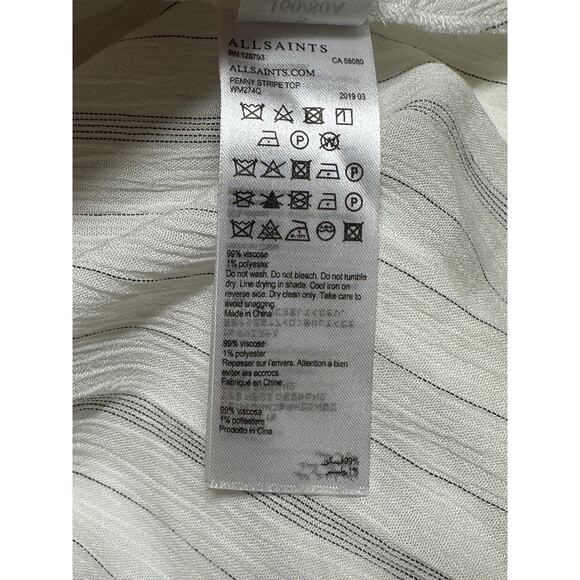 ALLSAINTS
RN 128793 CA 56080
ALLSAINTS.COM
PENNY STRIPE TOP
WM274Q 2019 03
99% viscose
1% polyester
Do not wash. Do not bleach. Do not tumble
dry. Line drying in shade. Cool iron on
reverse side. Dry clean only. Take care to
avoid snagging.
Made in China
99% viscose
1% polyester
Repasser sur l'envers. Attention a bien
eviter les accrocs.
Fabriqué en Chine
99% viscosa
1% poliestere
Prodotto in Cina